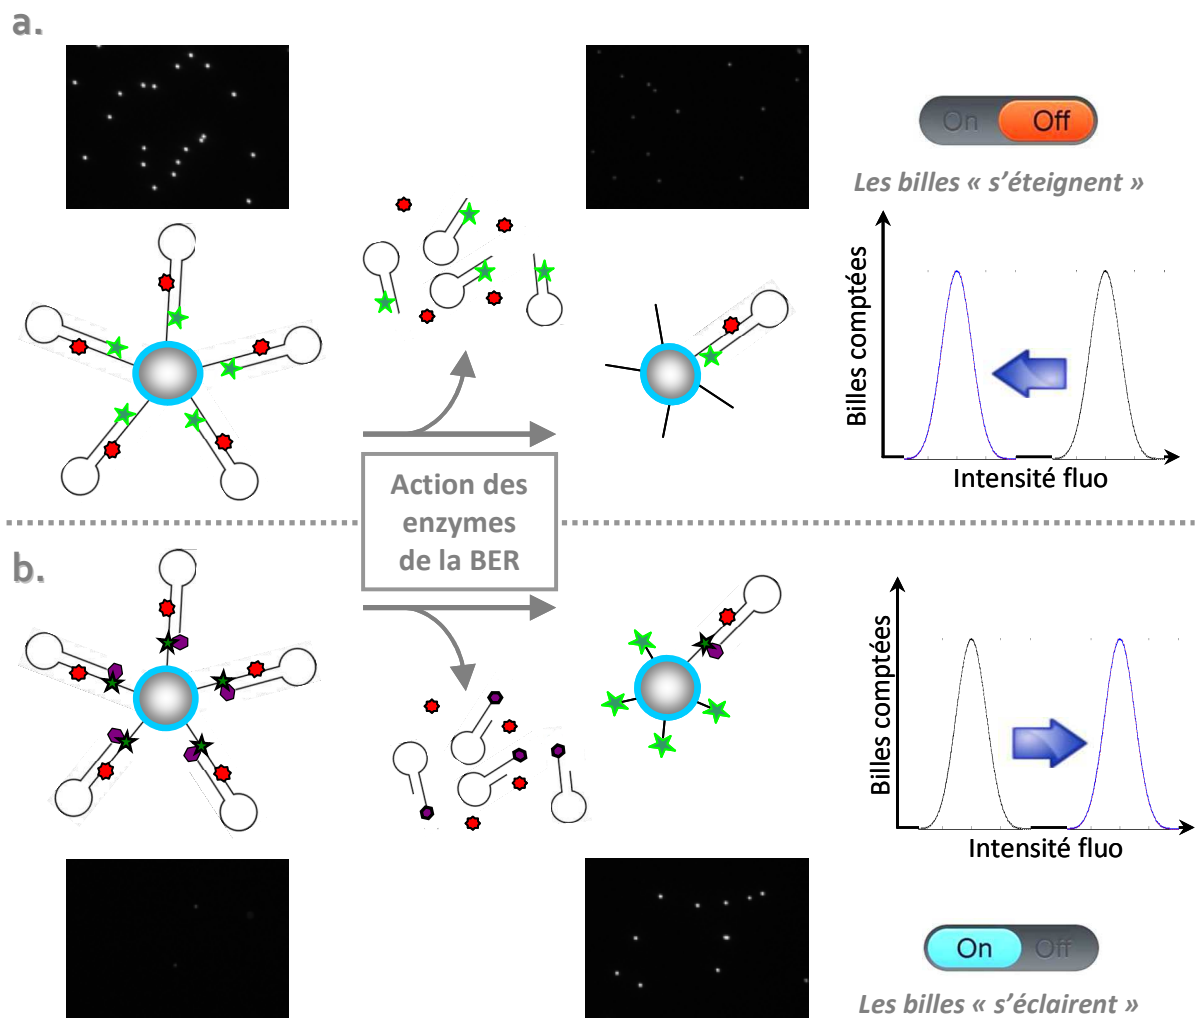 a.
On Off
Les billes « s'éteignent »
Billes comptées
Intensité fluo
Action des
enzymes
de la BER
b.
Billes comptées
Intensité fluo
On Off
Les billes « s'éclairent »